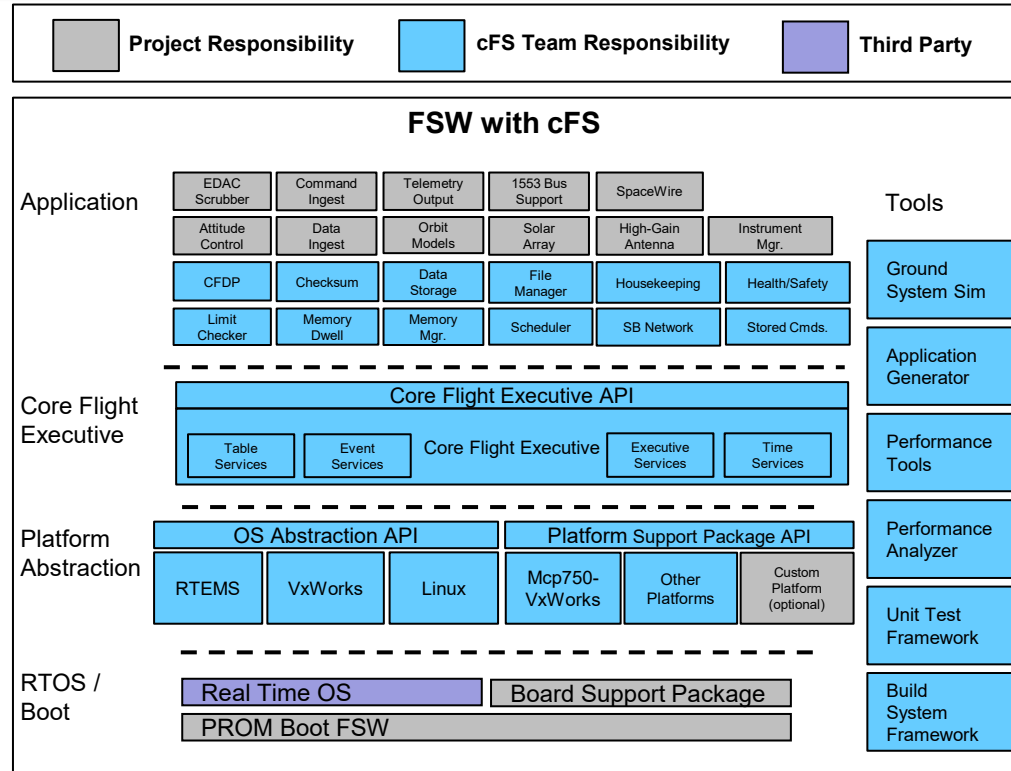 Project Responsibility
cFS Team Responsibility
Third Party
FSW with cFS
Application
EDAC
Scrubber
Command
Ingest
Telemetry
Output
1553 Bus
Support
SpaceWire
Attitude
Control
Data
Ingest
Orbit
Models
Solar
Array
High-Gain
Antenna
Instrument
Mgr.
CFDP
Checksum
Data
Storage
File
Manager
Housekeeping
Health/Safety
Limit
Checker
Memory
Dwell
Memory
Mgr.
Scheduler
SB Network
Stored Cmds.
Core Flight
Executive
Core Flight Executive API
Table
Services
Event
Services
Core Flight Executive
Executive
Services
Time
Services
Platform
Abstraction
OS Abstraction API
Platform Support Package API
RTEMS
VxWorks
Linux
Mcp750-
VxWorks
Other
Platforms
Custom
Platform
(optional)
RTOS /
Boot
Real Time OS
Board Support Package
PROM Boot FSW
Tools
Ground
System Sim
Application
Generator
Performance
Tools
Performance
Analyzer
Unit Test
Framework
Build
System
Framework